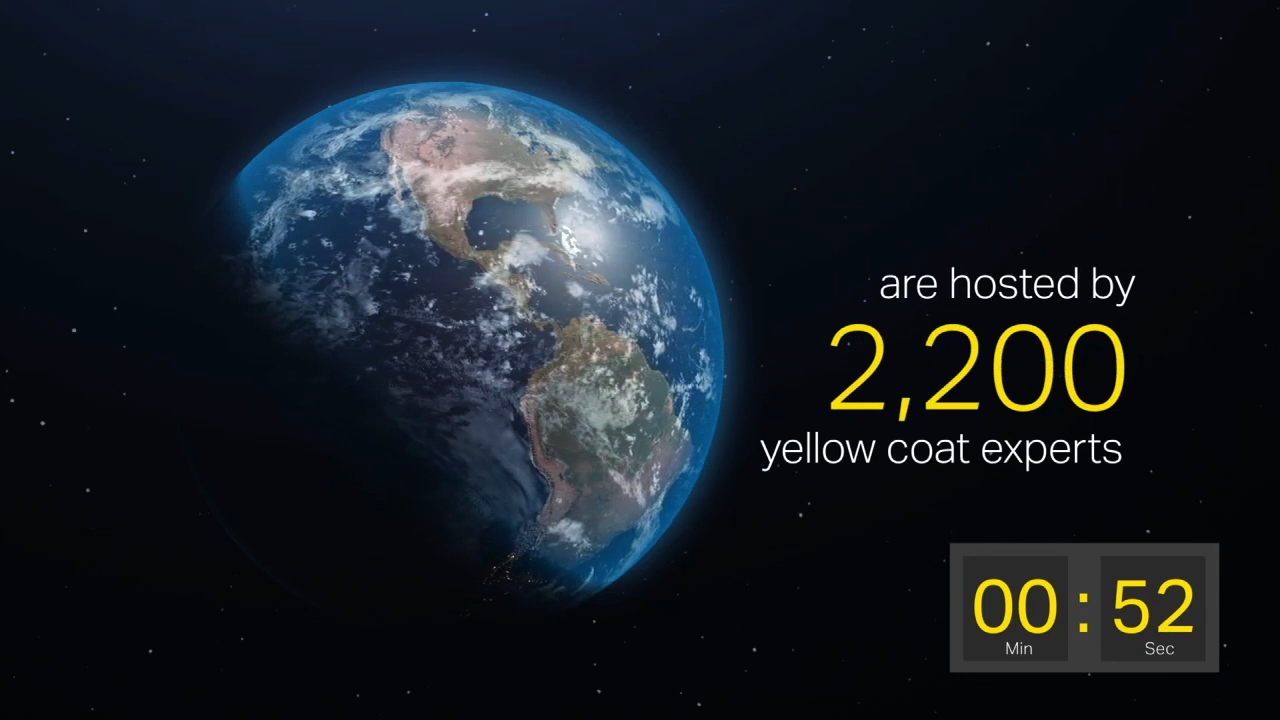 are hosted by
2,200
yellow coat experts
00 : 52
Min Sec